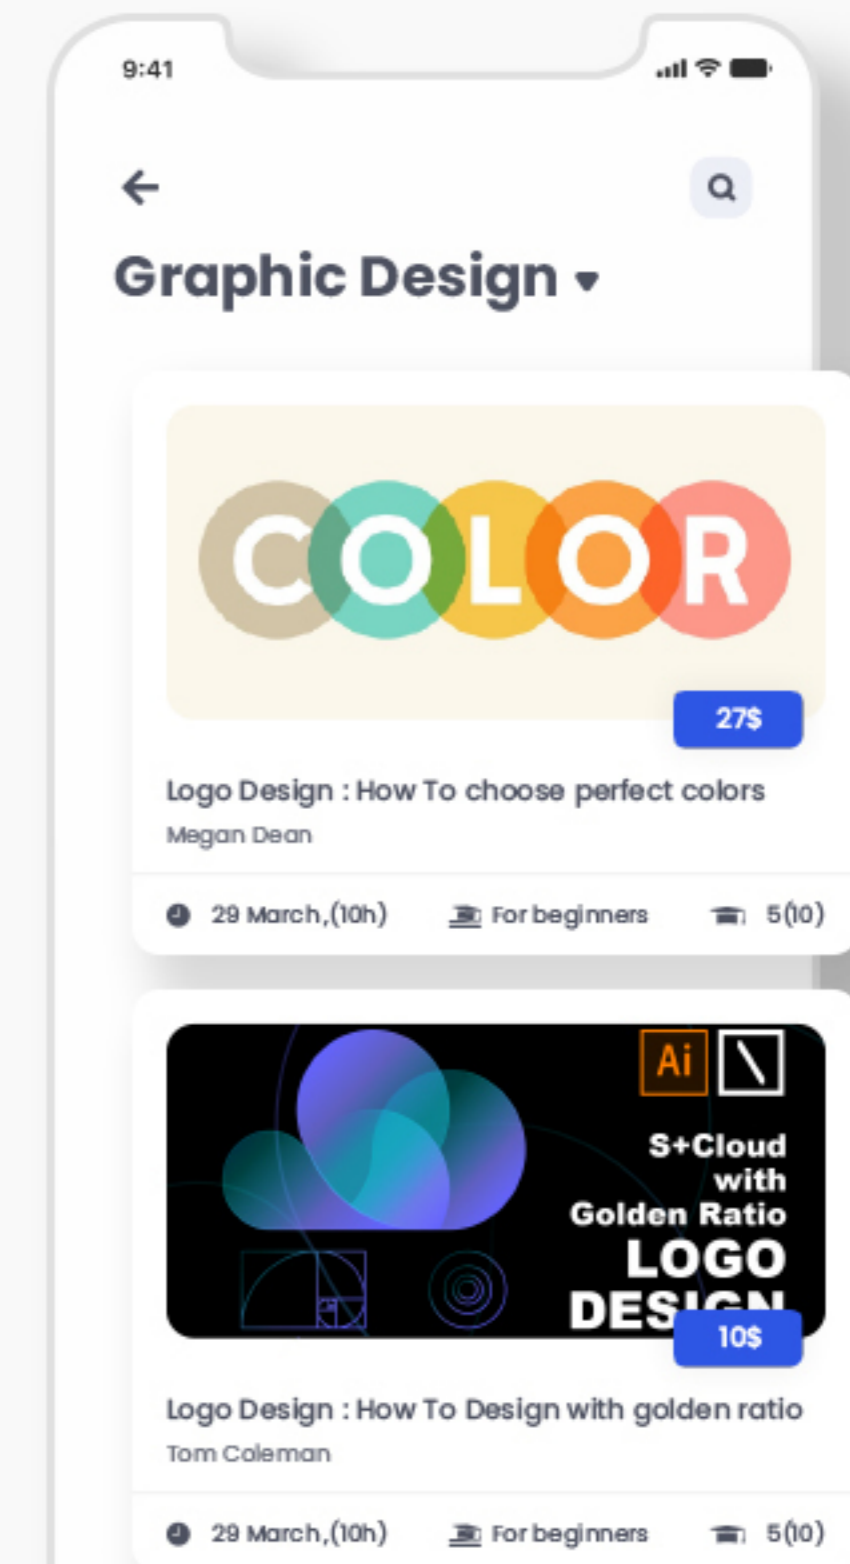 9:41
Graphic Design
COLOR
27$
Logo Design : How To choose perfect colors
Megan Dean
29 March,(10h) For beginners 5(10)
Ai
S+Cloud
with
Golden Ratio
LOGO
DESIGN
10$
Logo Design : How To Design with golden ratio
Tom Coleman
29 March,(10h) For beginners 5(10)